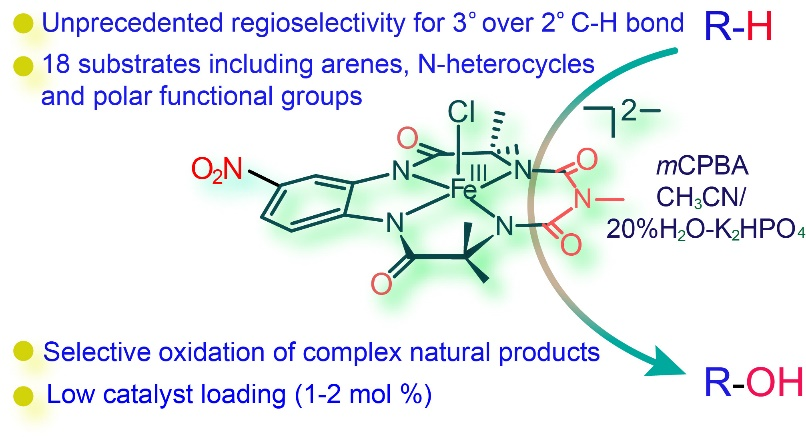 Unprecedented regioselectivity for 3° over 2° C-H bond
R-H
18 substrates including arenes, N-heterocycles
and polar functional groups
2−
Cl
O
O
O₂N
N
N
Fe III
N
mCPBA
CH₃CN/
20%H₂O-K₂HPO₄
N
N
O
O
Selective oxidation of complex natural products
Low catalyst loading (1-2 mol %)
R-OH